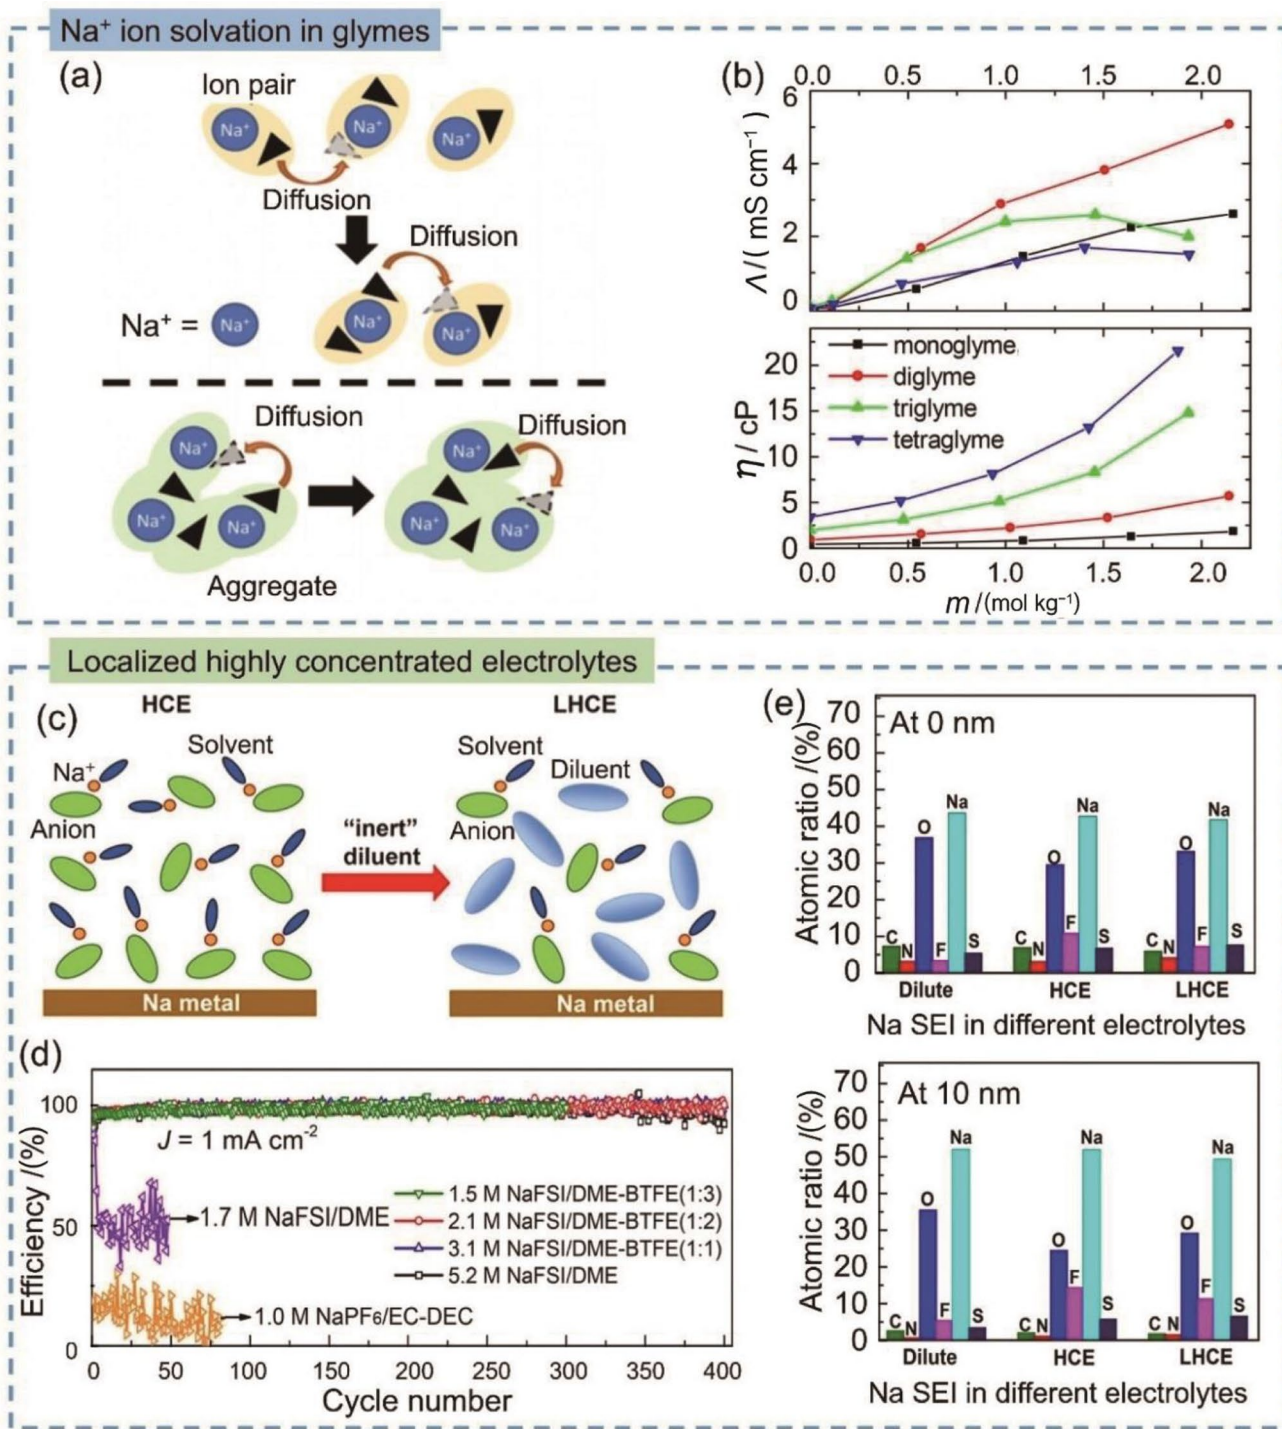 Na⁺ ion solvation in glymes
(a)
Ion pair
Na⁺
Na⁺
Na⁺
Diffusion
Diffusion
Na⁺ = Na⁺
Na⁺
Na⁺
Diffusion
Diffusion
Na⁺
Na⁺
Na⁺
Na⁺
Na⁺
Na⁺
Aggregate
(b)
0.0 0.5 1.0 1.5 2.0
Λ/( mS cm⁻¹ )
6
4
2
0
η/ cP
20
15
10
5
0
monoglyme
diglyme
triglyme
tetraglyme
0.0 0.5 1.0 1.5 2.0
m/(mol kg⁻¹)
Localized highly concentrated electrolytes
(c)
HCE
LHCE
Solvent
Na⁺
Anion
"inert"
diluent
Solvent
Diluent
Anion
Na metal
Na metal
(d)
Efficiency /(%)
100
50
0
J = 1 mA cm⁻²
1.7 M NaFSI/DME
1.0 M NaPF₆/EC-DEC
1.5 M NaFSI/DME-BTFE(1:3)
2.1 M NaFSI/DME-BTFE(1:2)
3.1 M NaFSI/DME-BTFE(1:1)
5.2 M NaFSI/DME
0 50 100 150 200 250 300 350 400
Cycle number
(e)
At 0 nm
Atomic ratio /(%)
70
60
50
40
30
20
10
0
C N O F Na S
C N O F Na S
C N O F Na S
Dilute HCE LHCE
Na SEI in different electrolytes
At 10 nm
Atomic ratio /(%)
70
60
50
40
30
20
10
0
C N O F Na S
C N O F Na S
C N O F Na S
Dilute HCE LHCE
Na SEI in different electrolytes